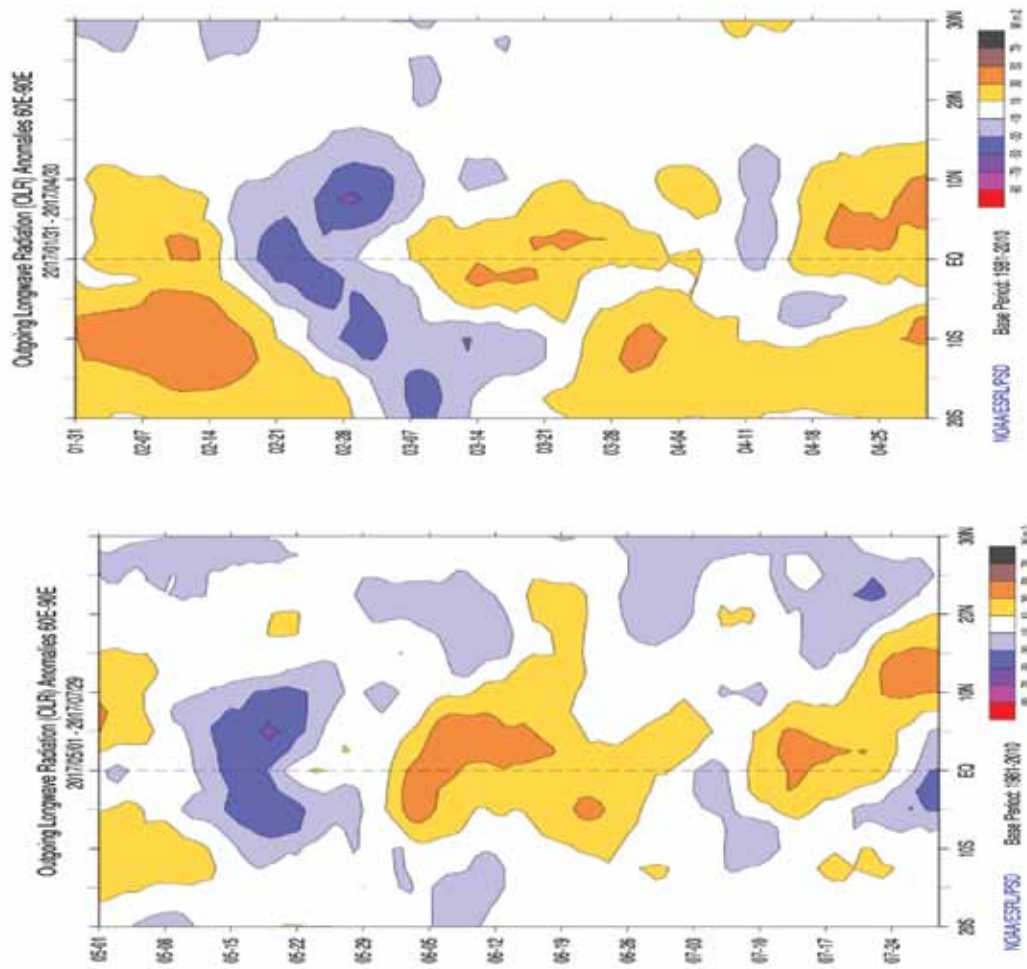 Outgoing Longwave Radiation (OLR) Anomalies 60E-90E
2017/01/31 - 2017/04/30
01-31
02-07
02-14
02-21
02-28
03-07
03-14
03-21
03-28
04-04
04-11
04-18
04-25
20S 10S EQ 10N 20N 30N
NOAA/ESRL/PSD Base Period: 1981-2010
W m-2
Outgoing Longwave Radiation (OLR) Anomalies 60E-90E
2017/05/01 - 2017/07/29
05-01
05-08
05-15
05-22
05-29
06-05
06-12
06-19
06-26
07-03
07-10
07-17
07-24
20S 10S EQ 10N 20N 30N
NOAA/ESRL/PSD Base Period: 1981-2010